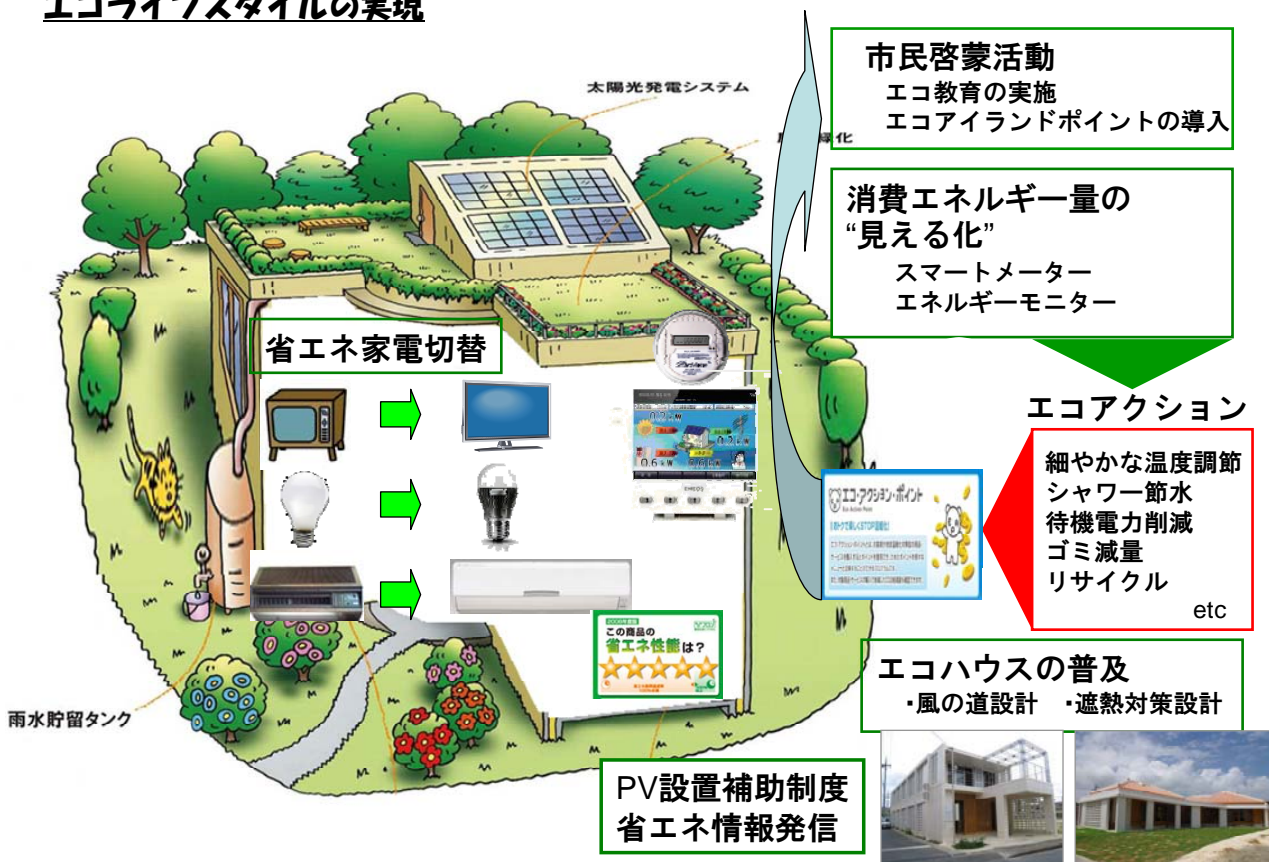 エコライフスタイルの実現
太陽光発電システム
緑化
市民啓蒙活動
エコ教育の実施
エコアイランドポイントの導入
消費エネルギー量の
“見える化”
スマートメーター
エネルギーモニター
省エネ家電切替
エコアクション
細やかな温度調節
シャワー節水
待機電力削減
ゴミ減量
リサイクル
etc
エコ・アクション・ポイント
Eco Action Point
0.2kW
0.6kW
この商品の
省エネ性能は?
エコハウスの普及
・風の道設計 ・遮熱対策設計
雨水貯留タンク
PV設置補助制度
省エネ情報発信